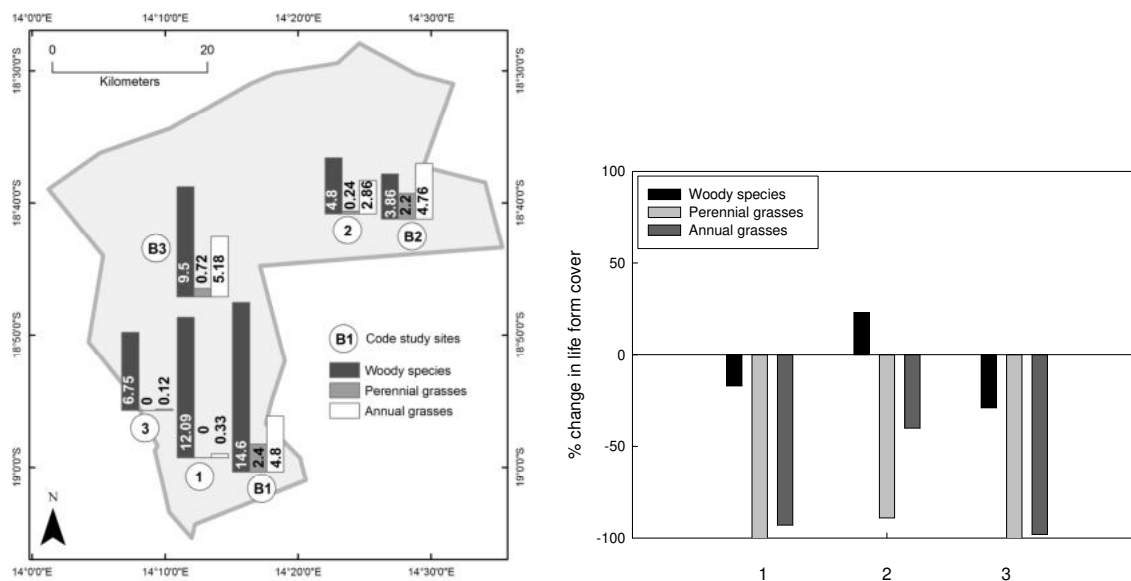 14°0'0"E 14°10'0"E 14°20'0"E 14°30'0"E
0 20
Kilometers
18°30'0"S 18°30'0"S
18°40'0"S 18°40'0"S
18°50'0"S 18°50'0"S
19°0'0"S 19°0'0"S
4.8 0.24 2.86
2
3.86 2.2 4.76
B2
B3
9.5 0.72 5.18
6.75 0 0.12
3
12.09 0 0.33
1
14.6 2.4 4.8
B1
B1 Code study sites
Woody species
Perennial grasses
Annual grasses
N
14°0'0"E 14°10'0"E 14°20'0"E 14°30'0"E
% change in life form cover
100
50
0
-50
-100
Woody species
Perennial grasses
Annual grasses
1 2 3